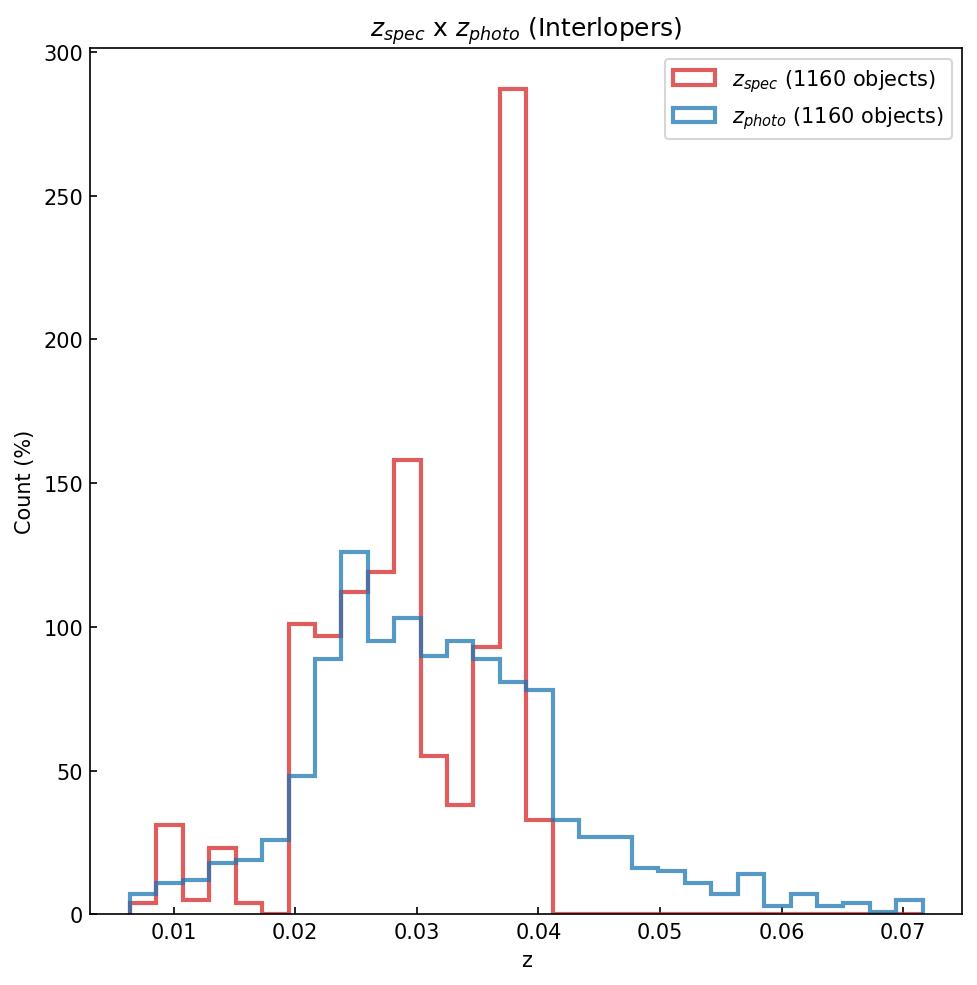 z_spec x z_photo (Interlopers)
z_spec (1160 objects)
z_photo (1160 objects)
Count (%)
300
250
200
150
100
50
0
0.01 0.02 0.03 0.04 0.05 0.06 0.07
z